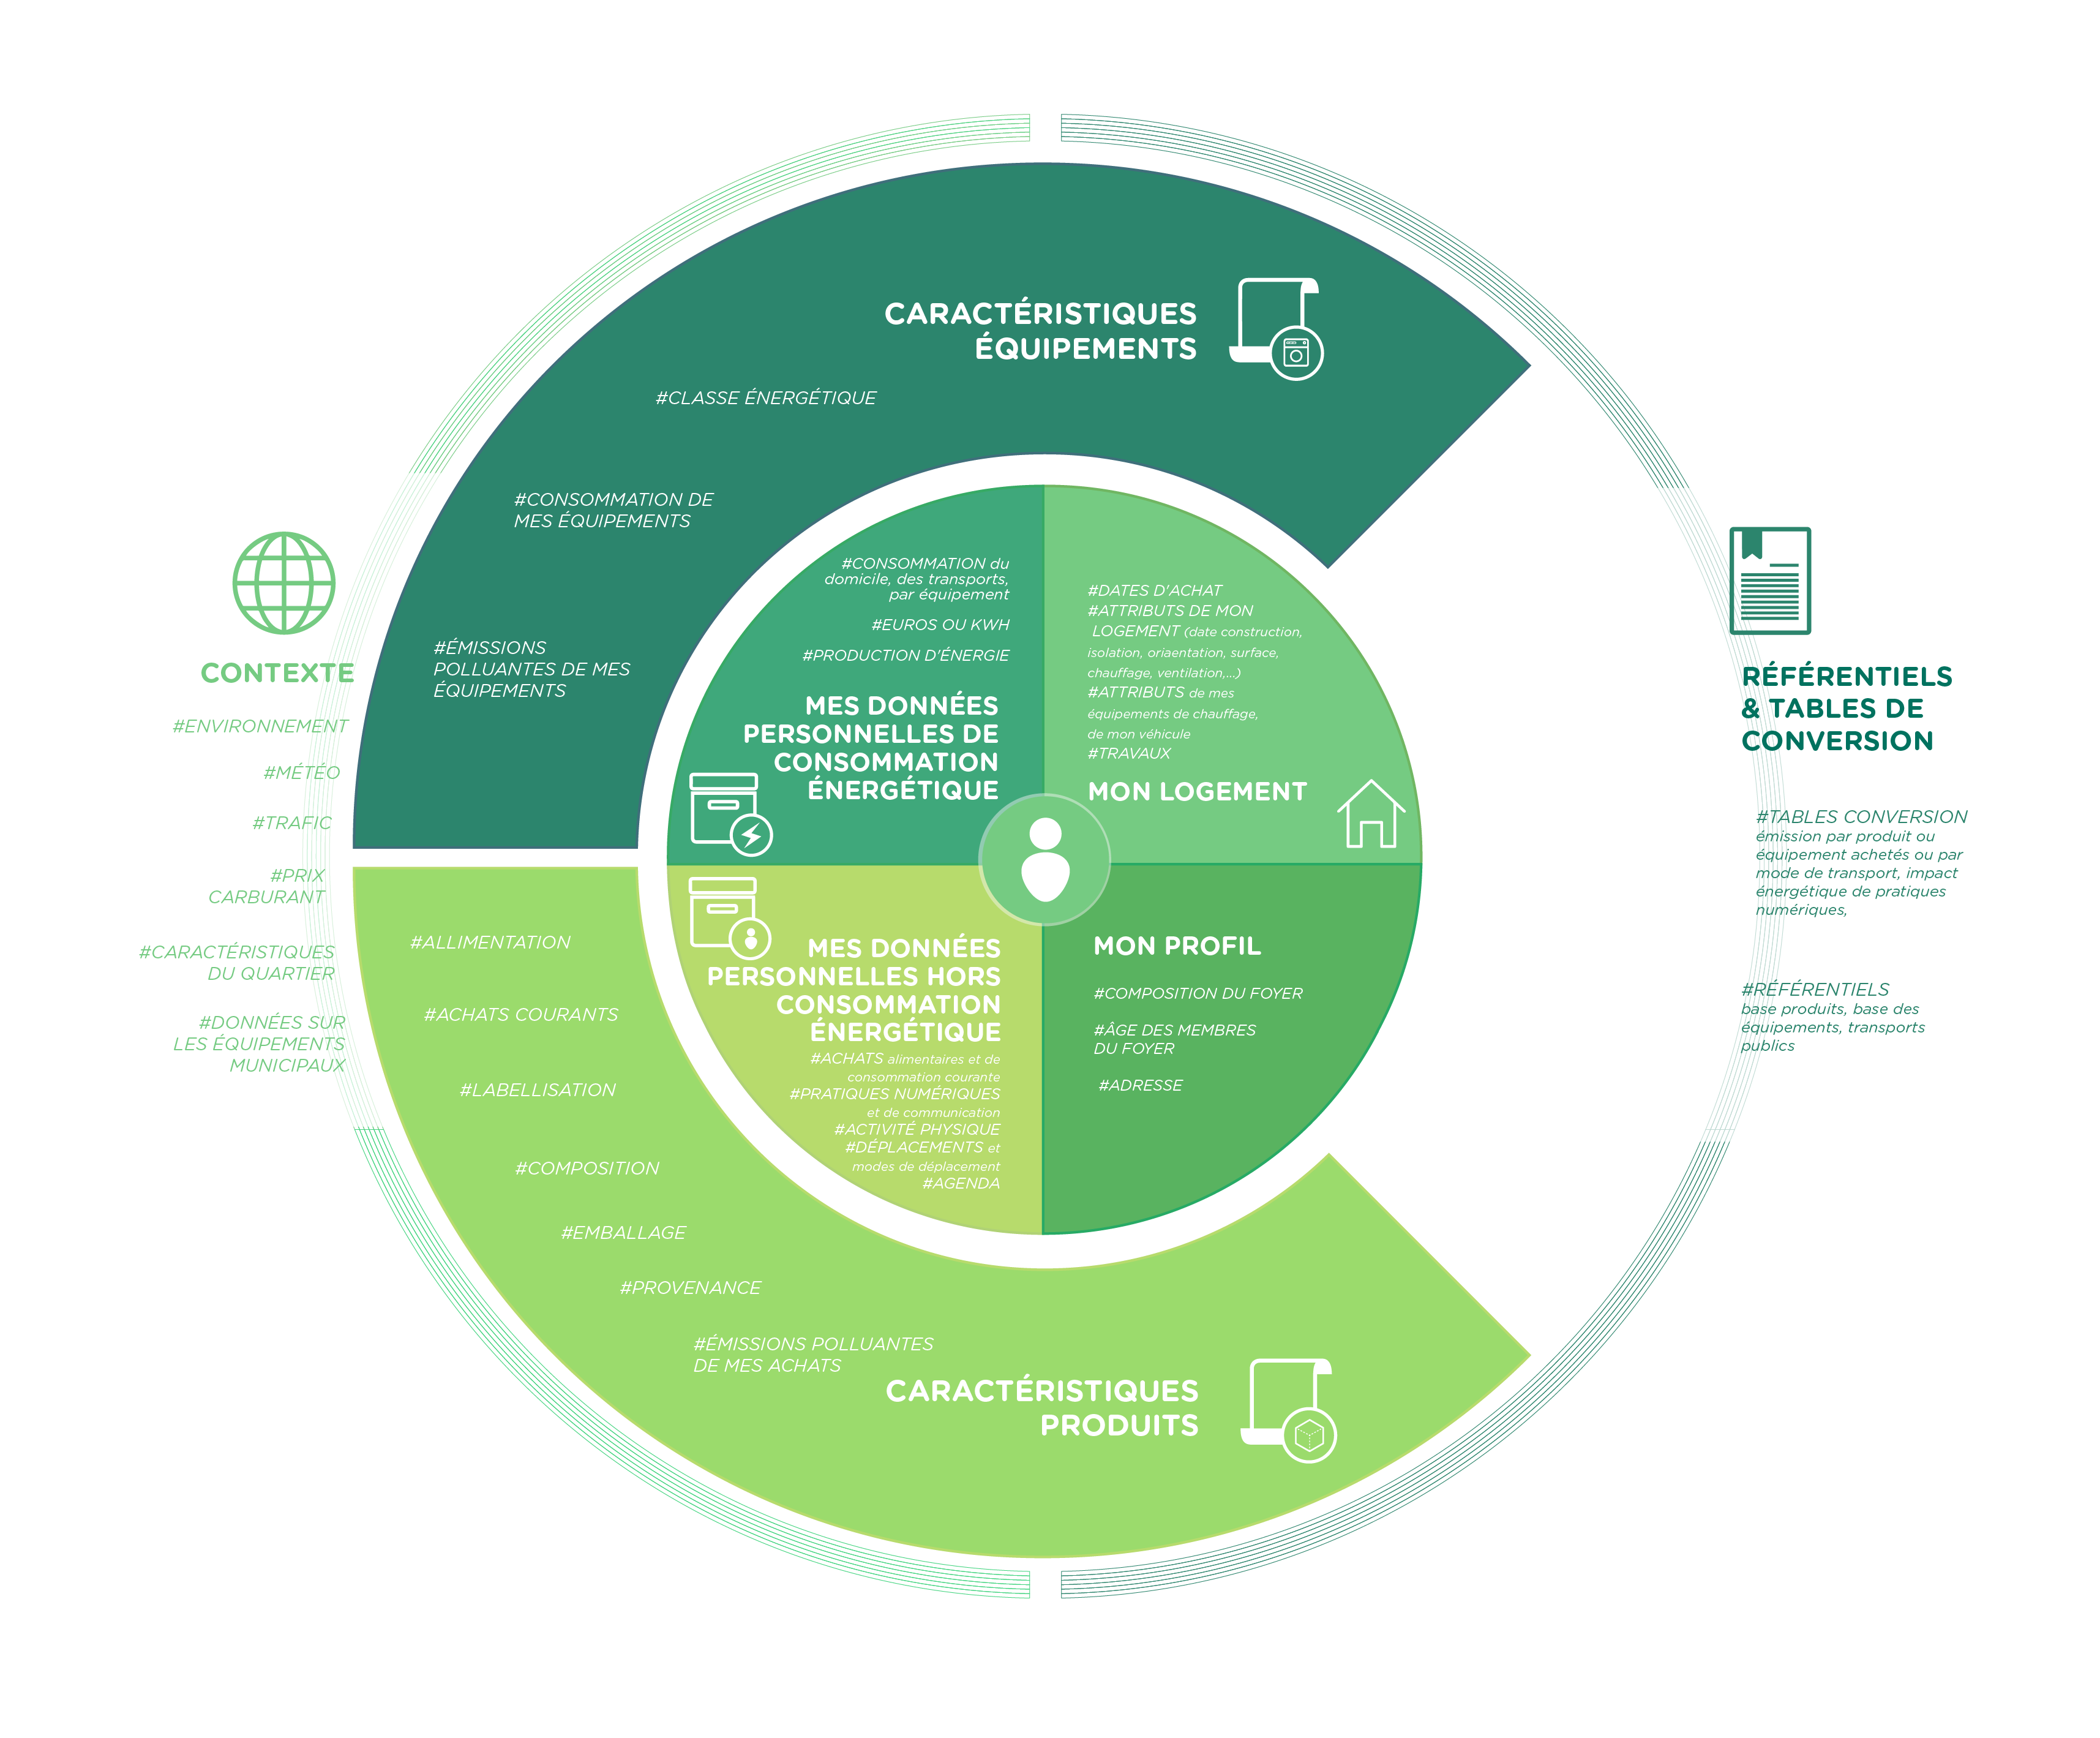 CARACTÉRISTIQUES
ÉQUIPEMENTS
#CLASSE ÉNERGÉTIQUE
#CONSOMMATION DE
MES ÉQUIPEMENTS
#ÉMISSIONS
POLLUANTES DE MES
ÉQUIPEMENTS
CONTEXTE
#ENVIRONNEMENT
#MÉTÉO
#TRAFIC
#PRIX
CARBURANT
#CARACTÉRISTIQUES
DU QUARTIER
#DONNÉES SUR
LES ÉQUIPEMENTS
MUNICIPAUX
#CONSOMMATION du
domicile, des transports,
par équipement
#EUROS OU KWH
#PRODUCTION D'ÉNERGIE
MES DONNÉES
PERSONNELLES DE
CONSOMMATION
ÉNERGÉTIQUE
#DATES D'ACHAT
#ATTRIBUTS DE MON
LOGEMENT (date construction,
isolation, oriaentation, surface,
chauffage, ventilation,...)
#ATTRIBUTS de mes
équipements de chauffage,
de mon véhicule
#TRAVAUX
MON LOGEMENT
MES DONNÉES
PERSONNELLES HORS
CONSOMMATION
ÉNERGÉTIQUE
#ACHATS alimentaires et de
consommation courante
#PRATIQUES NUMÉRIQUES
et de communication
#ACTIVITÉ PHYSIQUE
#DÉPLACEMENTS et
modes de déplacement
#AGENDA
MON PROFIL
#COMPOSITION DU FOYER
#ÂGE DES MEMBRES
DU FOYER
#ADRESSE
#ALLIMENTATION
#ACHATS COURANTS
#LABELLISATION
#COMPOSITION
#EMBALLAGE
#PROVENANCE
#ÉMISSIONS POLLUANTES
DE MES ACHATS
CARACTÉRISTIQUES
PRODUITS
RÉFÉRENTIELS
& TABLES DE
CONVERSION
#TABLES CONVERSION
émission par produit ou
équipement achetés ou par
mode de transport, impact
énergétique de pratiques
numériques,
#RÉFÉRENTIELS
base produits, base des
équipements, transports
publics